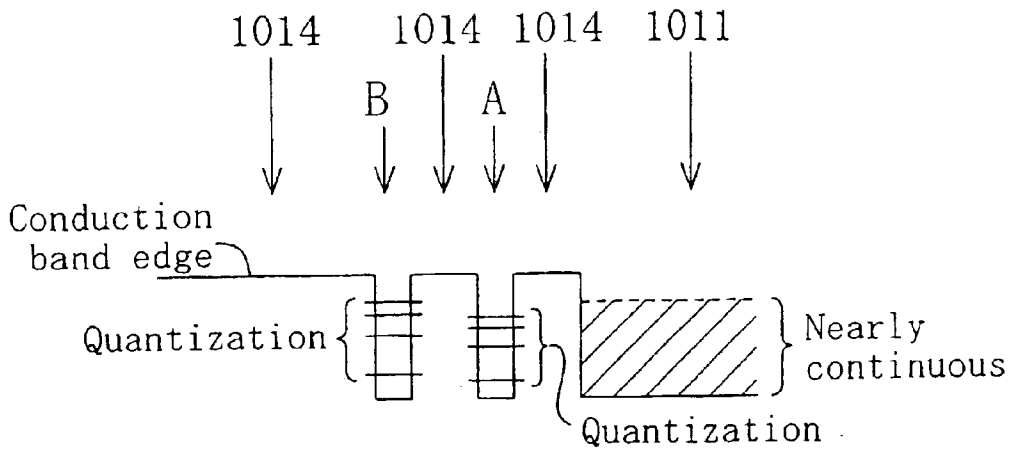 1014 1014 1014 1011
B A
Conduction
band edge
Quantization
Nearly
continuous
Quantization